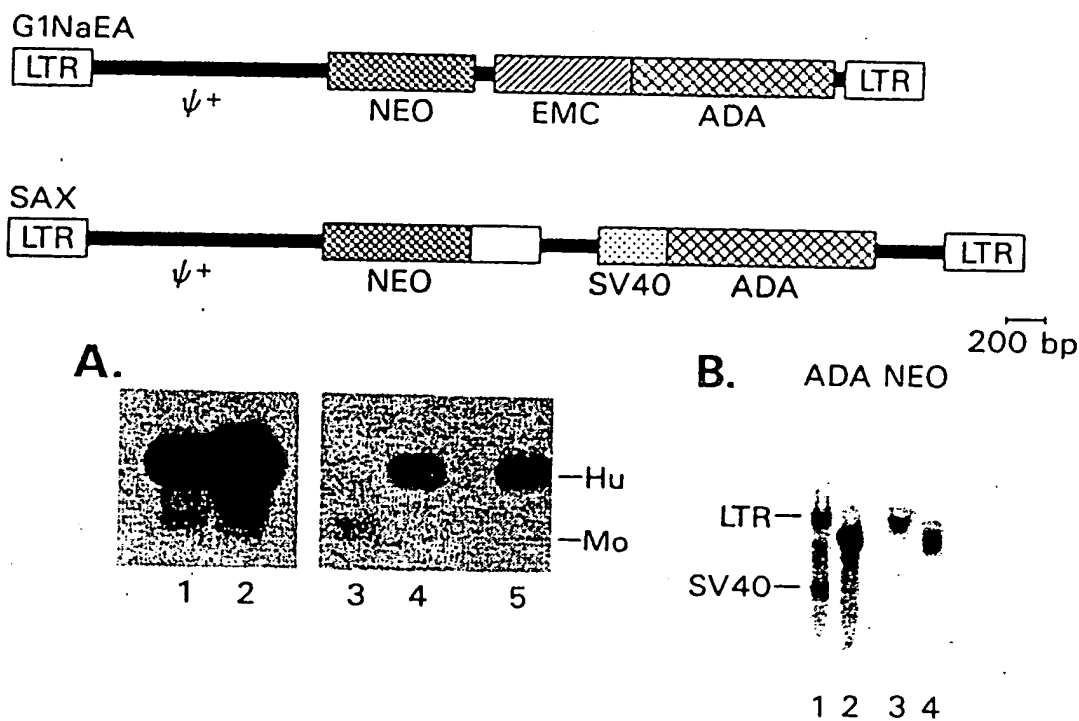 G1NaEA
LTR LTR
ψ+ NEO EMC ADA
SAX
LTR LTR
ψ+ NEO SV40 ADA
200 bp
A.
Hu
Mo
1 2 3 4 5
B. ADA NEO
LTR
SV40
1 2 3 4